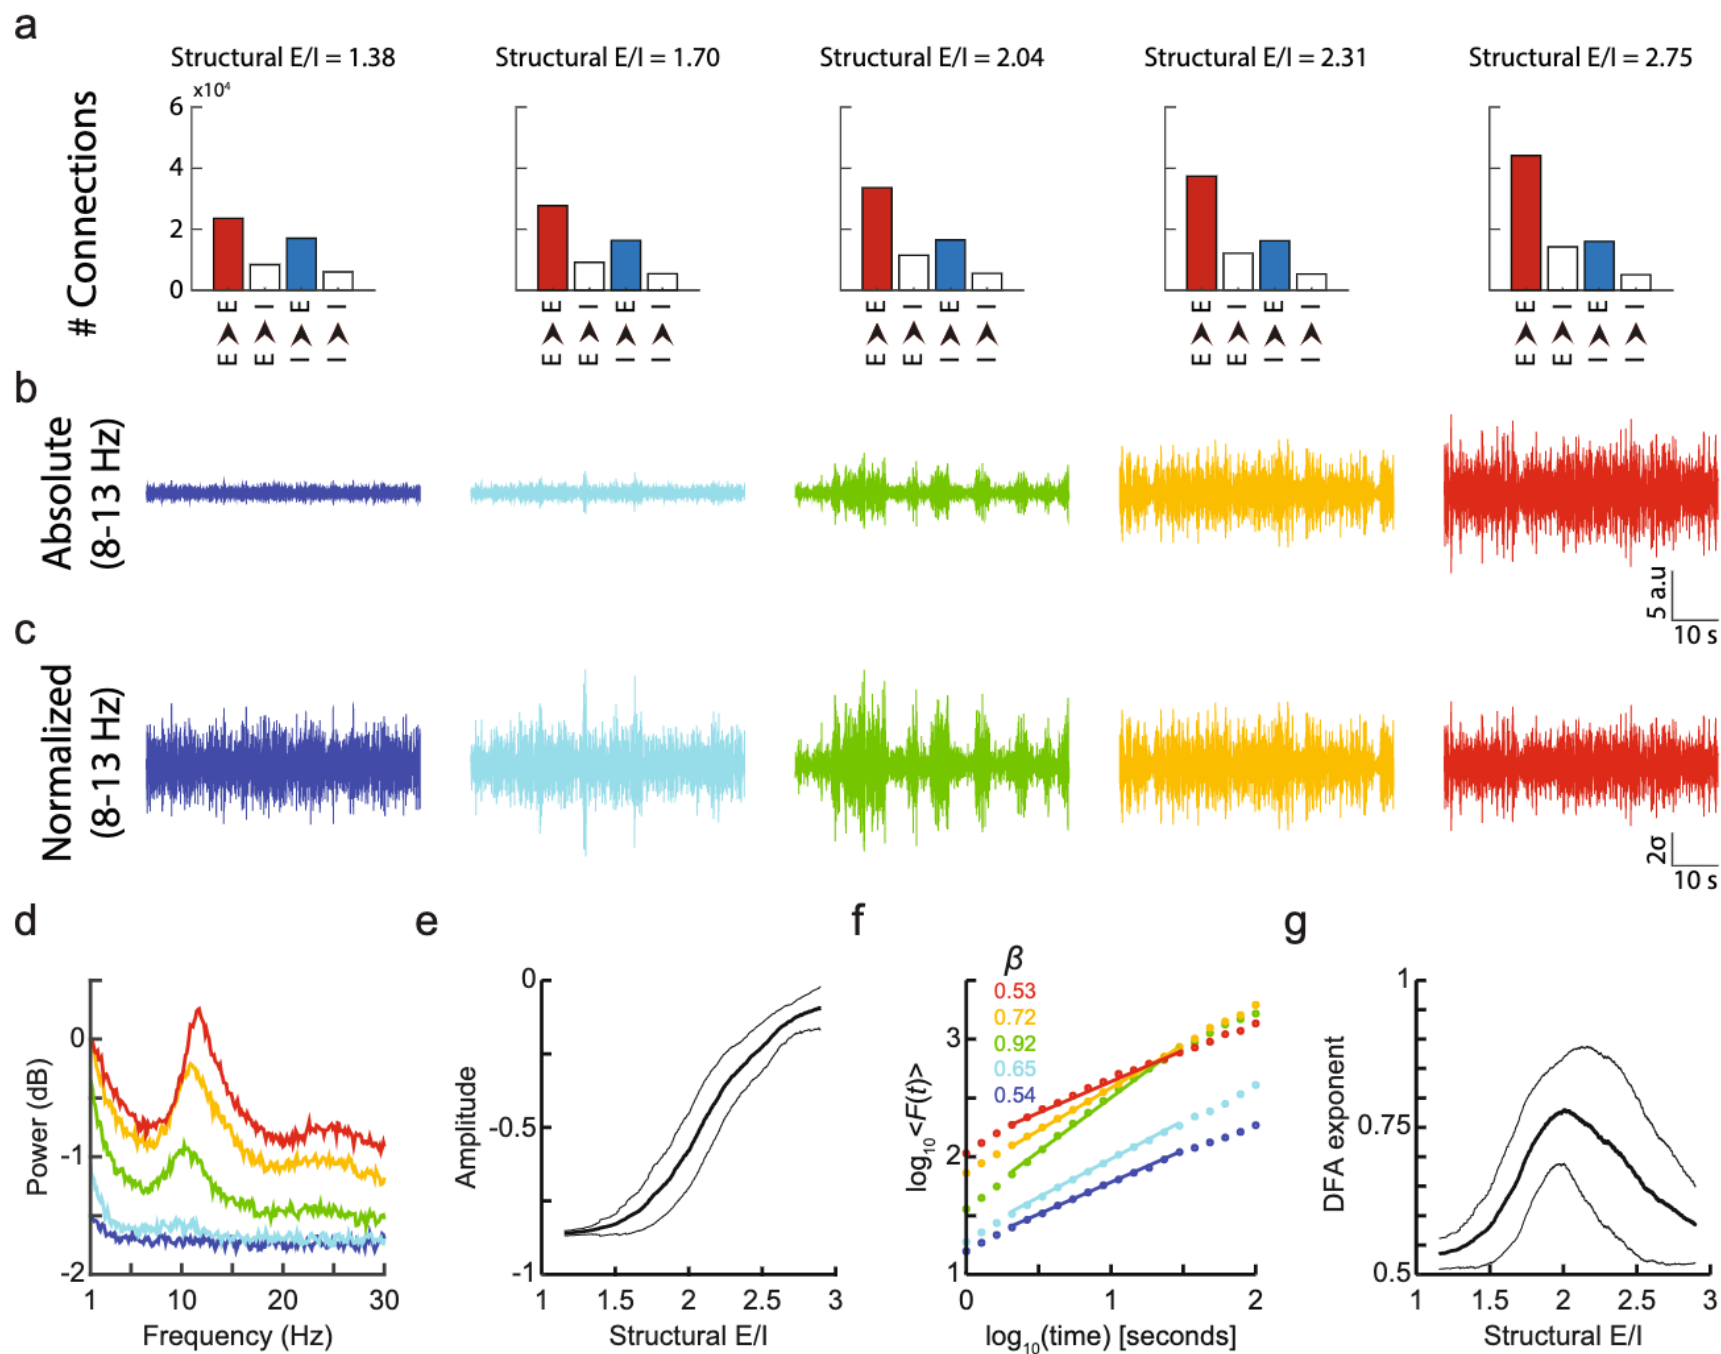 a
Structural E/I = 1.38
Structural E/I = 1.70
Structural E/I = 2.04
Structural E/I = 2.31
Structural E/I = 2.75
# Connections
x10⁴
6
4
2
0
E ➤ E
E ➤ I
I ➤ E
I ➤ I
E ➤ E
E ➤ I
I ➤ E
I ➤ I
E ➤ E
E ➤ I
I ➤ E
I ➤ I
E ➤ E
E ➤ I
I ➤ E
I ➤ I
E ➤ E
E ➤ I
I ➤ E
I ➤ I
b
Absolute
(8-13 Hz)
5 a.u
10 s
c
Normalized
(8-13 Hz)
2σ
10 s
d
Power (dB)
0
-1
-2
1 10 20 30
Frequency (Hz)
e
Amplitude
0
-0.5
-1
1 1.5 2 2.5 3
Structural E/I
f
β
0.53
0.72
0.92
0.65
0.54
log₁₀<F(t)>
3
2
1
0 1 2
log₁₀(time) [seconds]
g
DFA exponent
1
0.75
0.5
1 1.5 2 2.5 3
Structural E/I